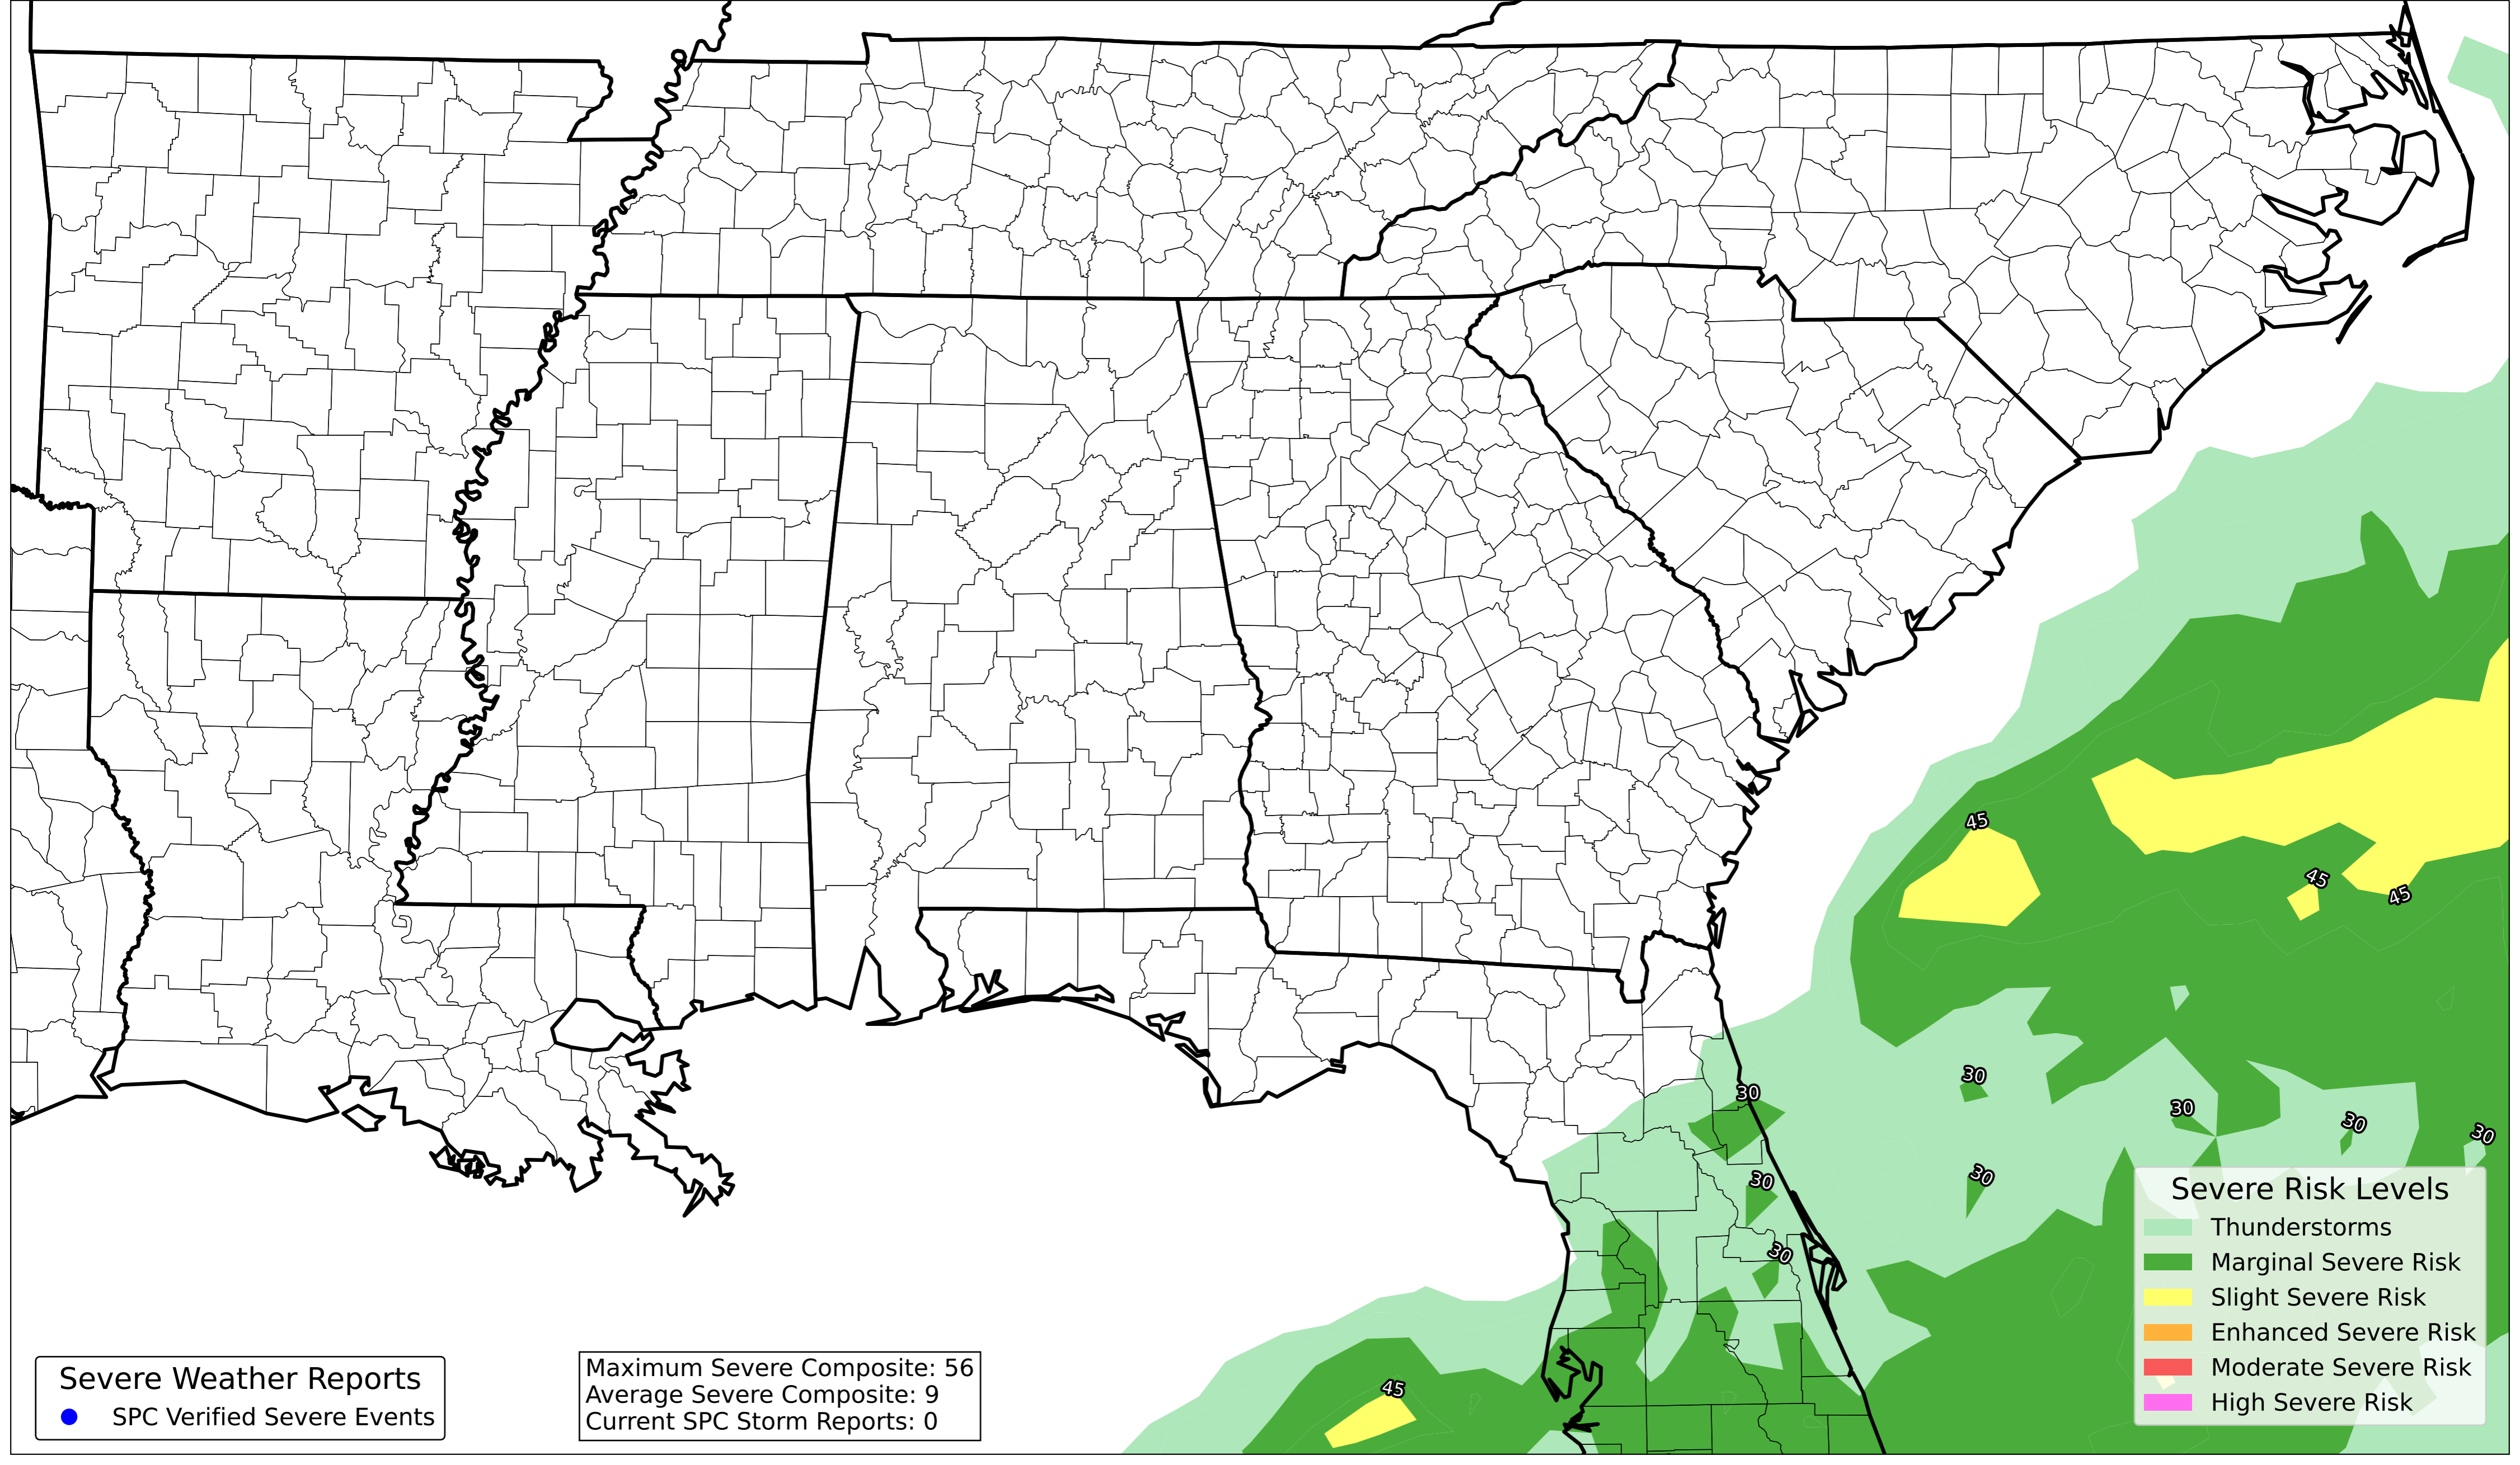 45
45
45
30
30
30
30
30
30
30
30
45
Severe Risk Levels
Thunderstorms
Marginal Severe Risk
Slight Severe Risk
Enhanced Severe Risk
Moderate Severe Risk
High Severe Risk
Severe Weather Reports
SPC Verified Severe Events
Maximum Severe Composite: 56
Average Severe Composite: 9
Current SPC Storm Reports: 0